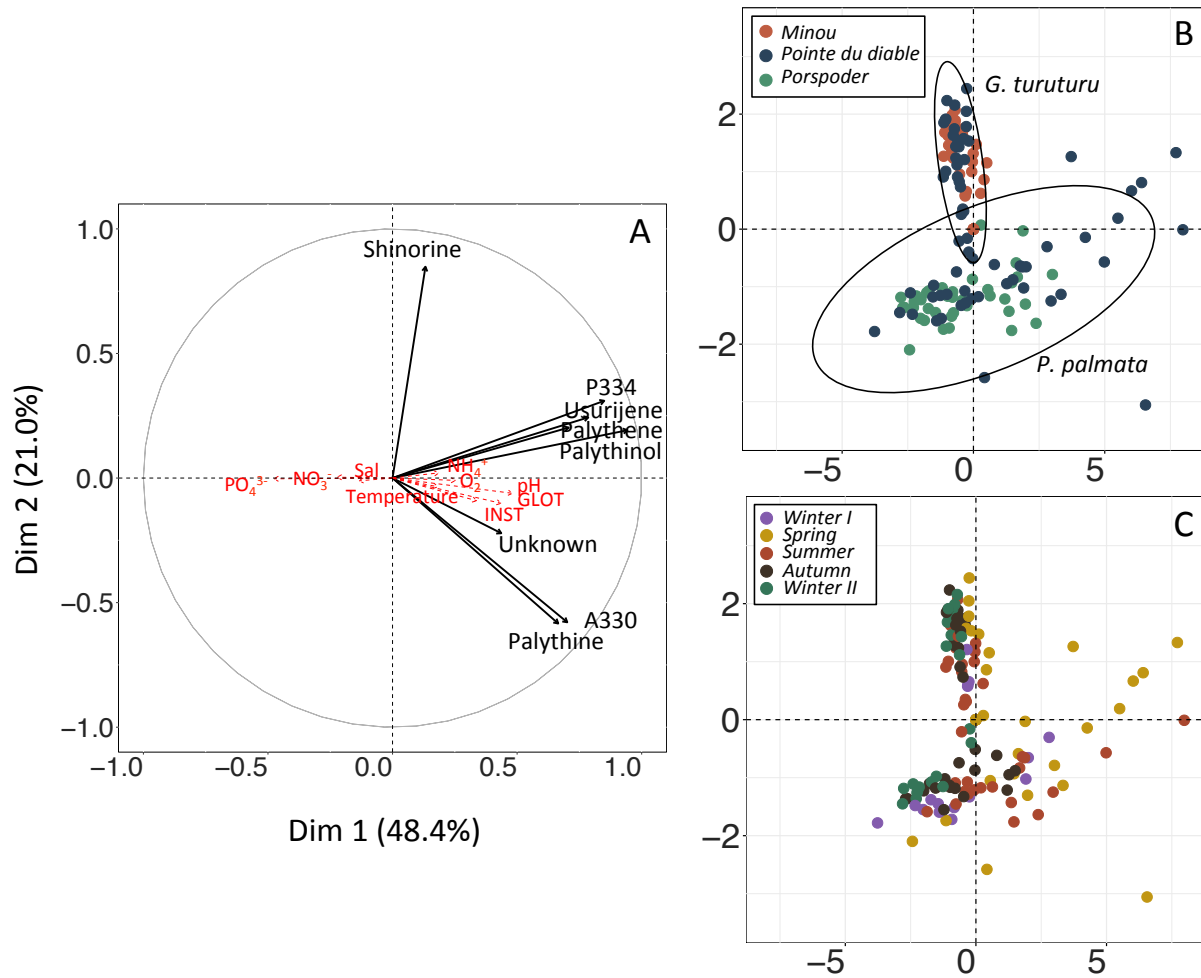 A
1.0
0.5
0.0
−0.5
−1.0
−1.0
−0.5
0.0
0.5
1.0
Dim 2 (21.0%)
Dim 1 (48.4%)
Shinorine
P334
Usurijene
Palythene
Palythinol
PO₄³⁻
NO₃⁻
Sal
NH₄⁺
O₂
Temperature
pH
GLOT
INST
Unknown
A330
Palythine
B
Minou
Pointe du diable
Porspoder
G. turuturu
P. palmata
2
0
−2
−5
0
5
C
Winter I
Spring
Summer
Autumn
Winter II
2
0
−2
−5
0
5